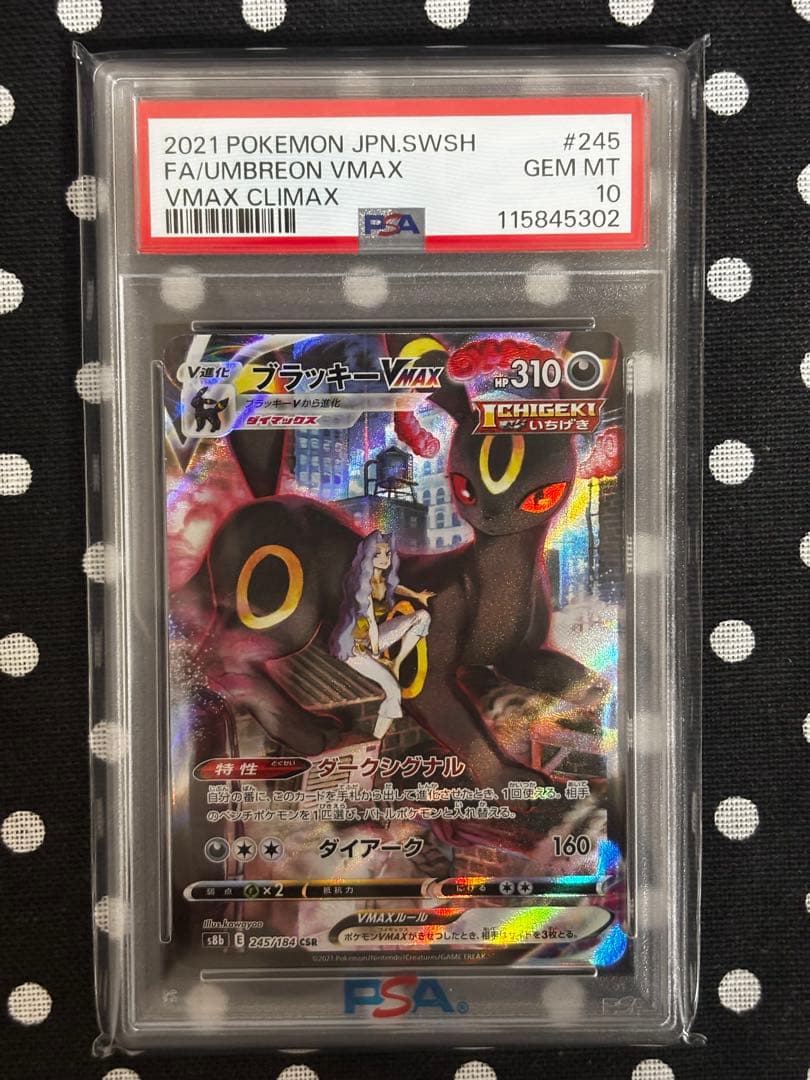 2021 POKEMON JPN.SWSH #245
FA/UMBREON VMAX GEM MT
VMAX CLIMAX 10
PSA 115845302
V進化 ブラッキーVMAX HP310
ブラッキーVから進化
ダイマックス
ICHIGEKI
いちげき
特性 とくせい ダークシグナル
自分の番に、このカードを手札から出して進化させたとき、1回使える。相手
のベンチポケモンを1匹選び、バトルポケモンと入れ替える。
ダイアーク 160
弱点 ×2 抵抗力 にげる
Illus.kawayoo
VMAXルール
s8b E 245/184 CSR
ポケモンVMAXがきぜつしたとき、相手はサイドを3枚とる。
©2021 Pokémon/Nintendo/Creatures/GAME FREAK
PSA®